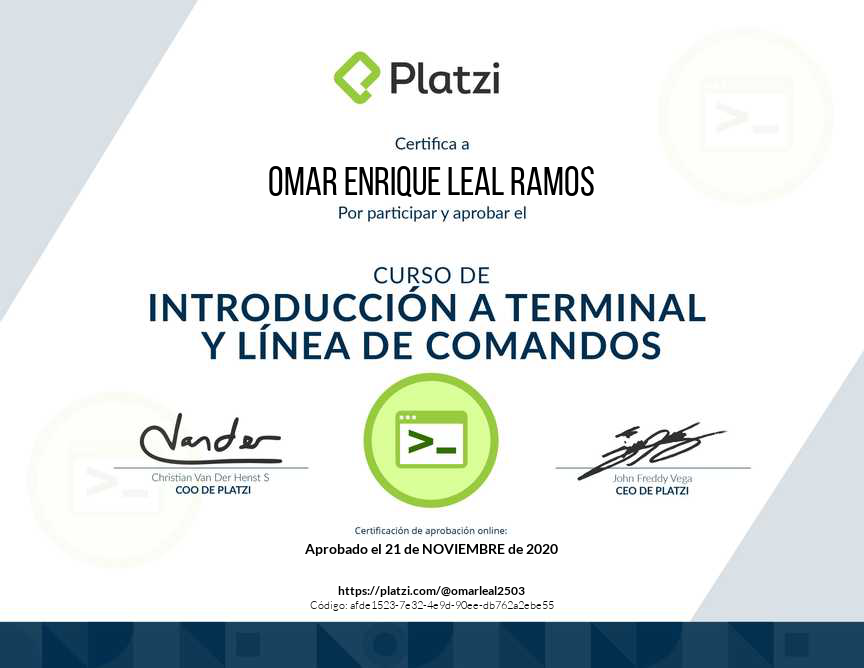 Platzi
Certifica a
OMAR ENRIQUE LEAL RAMOS
Por participar y aprobar el
CURSO DE
INTRODUCCIÓN A TERMINAL
Y LÍNEA DE COMANDOS
Vander
Christian Van Der Henst S
COO DE PLATZI
John Freddy Vega
CEO DE PLATZI
Certificación de aprobación online:
Aprobado el 21 de NOVIEMBRE de 2020
https://platzi.com/@omarleal2503
Código: afde1523-7e32-4e9d-90ee-db762a2ebe55